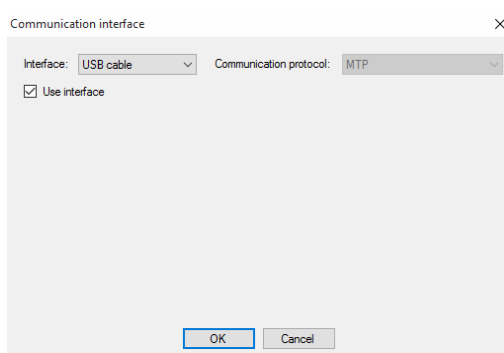 Communication interface
Interface: USB cable Communication protocol: MTP
Use interface
OK Cancel